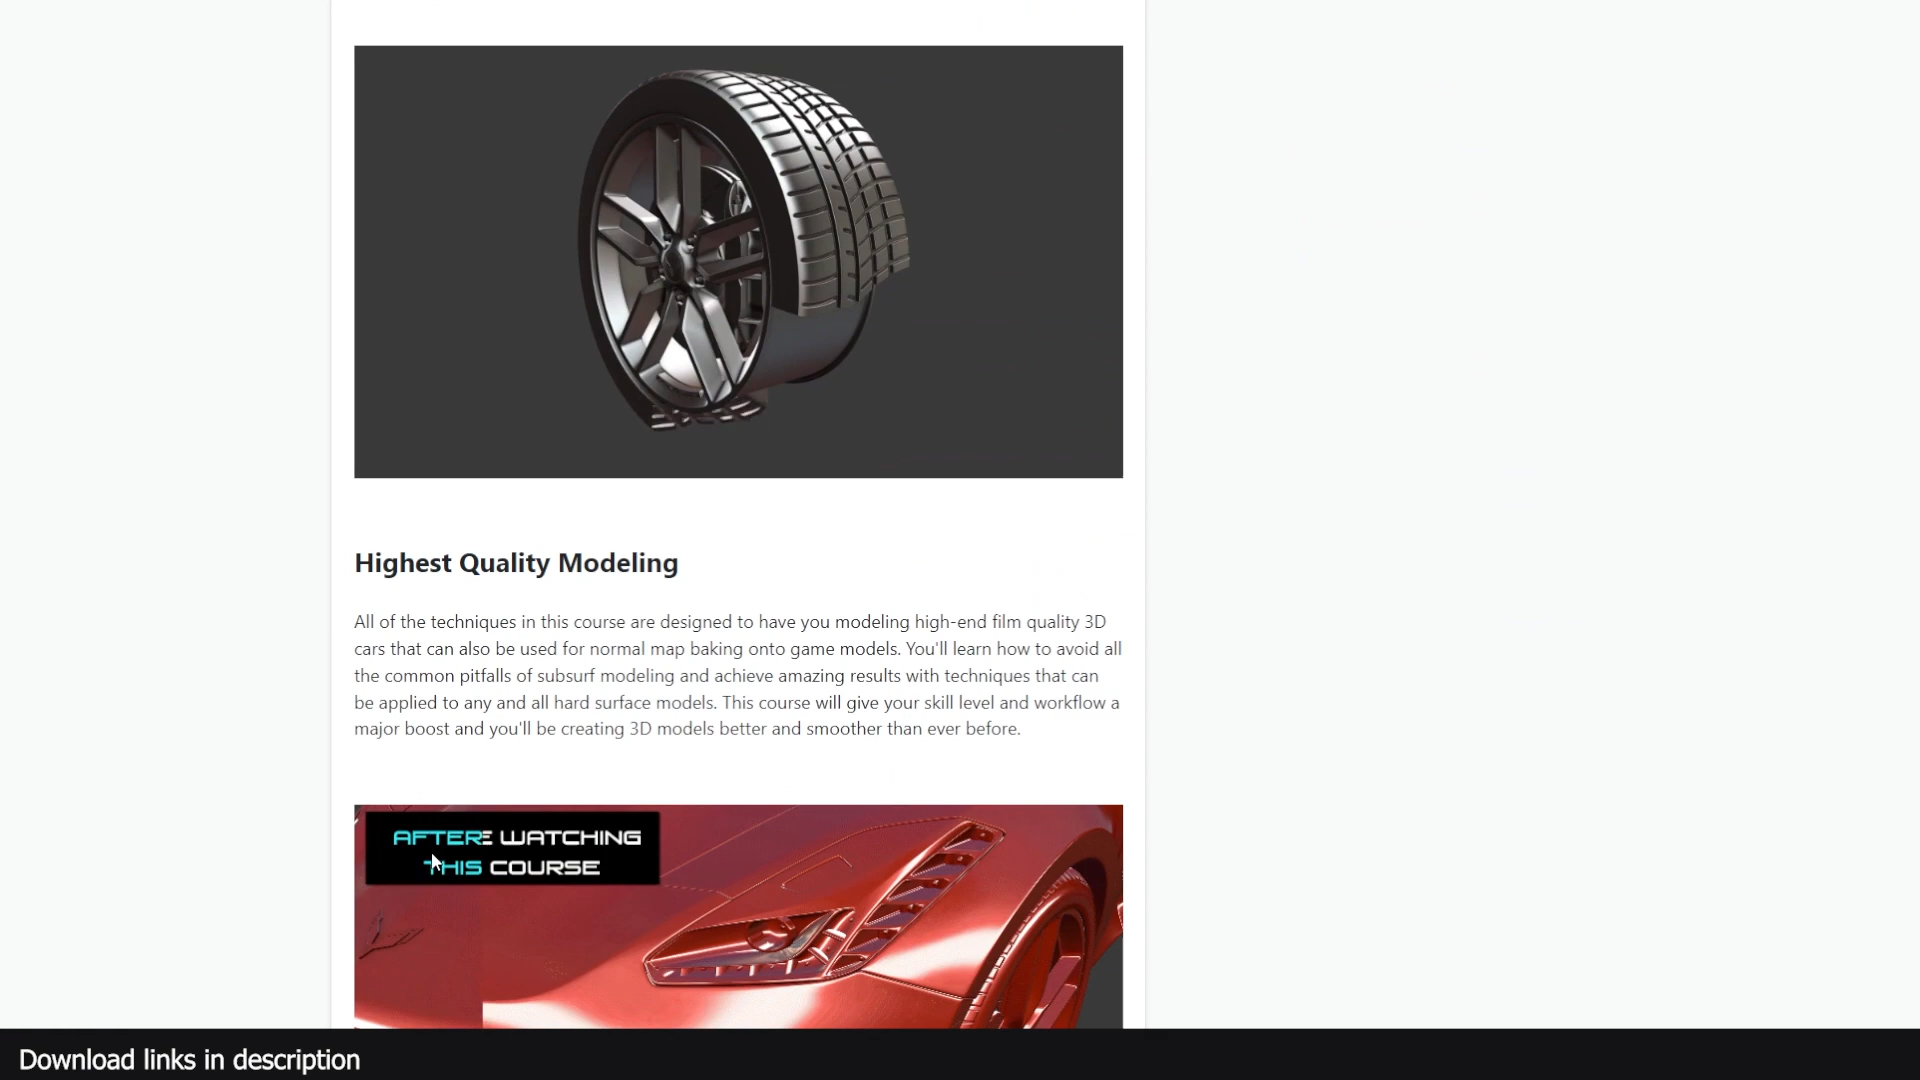 Highest Quality Modeling
All of the techniques in this course are designed to have you modeling high-end film quality 3D
cars that can also be used for normal map baking onto game models. You'll learn how to avoid all
the common pitfalls of subsurf modeling and achieve amazing results with techniques that can
be applied to any and all hard surface models. This course will give your skill level and workflow a
major boost and you'll be creating 3D models better and smoother than ever before.
AFTER WATCHING
THIS COURSE
Download links in description